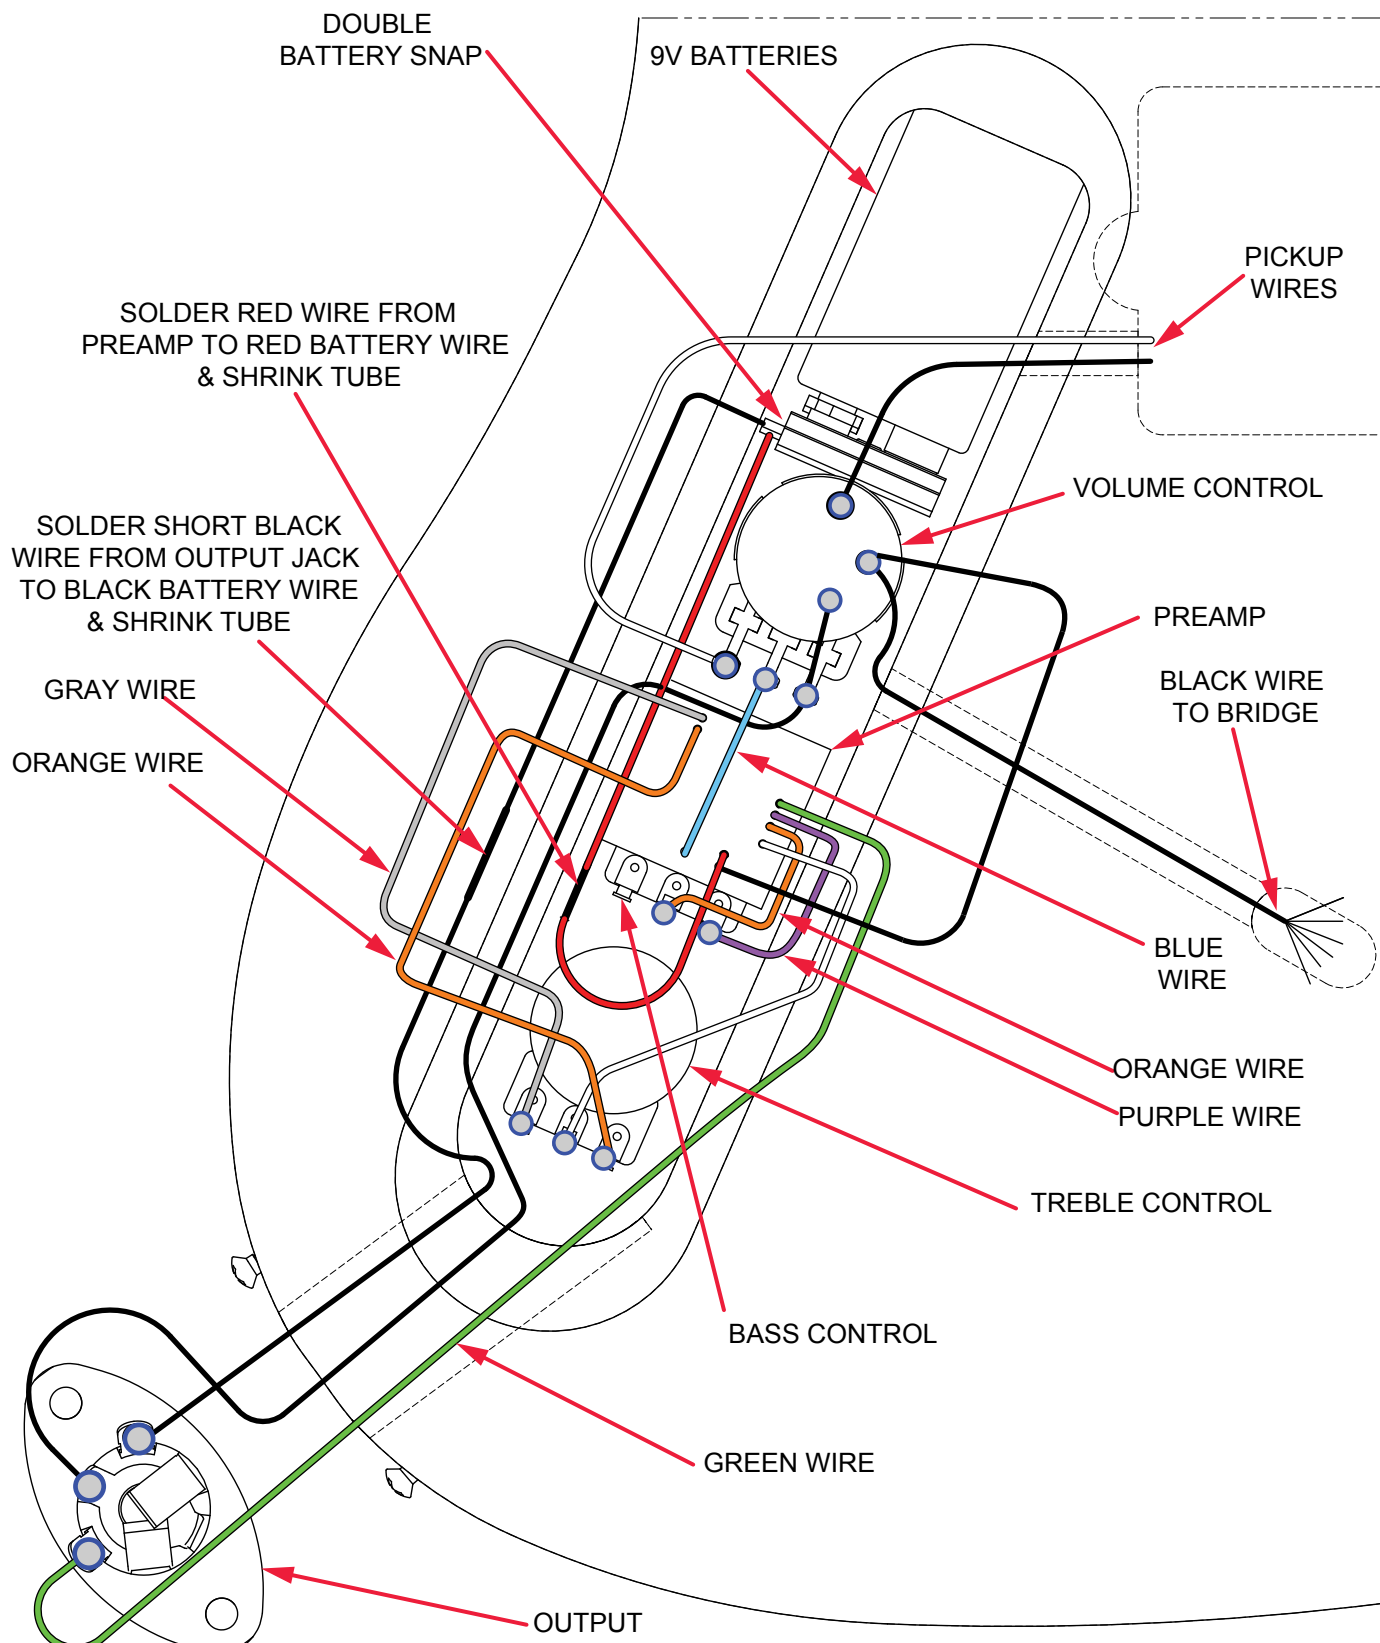 DOUBLE
BATTERY SNAP
9V BATTERIES
PICKUP
WIRES
SOLDER RED WIRE FROM
PREAMP TO RED BATTERY WIRE
& SHRINK TUBE
VOLUME CONTROL
SOLDER SHORT BLACK
WIRE FROM OUTPUT JACK
TO BLACK BATTERY WIRE
& SHRINK TUBE
PREAMP
GRAY WIRE
BLACK WIRE
TO BRIDGE
ORANGE WIRE
BLUE
WIRE
ORANGE WIRE
PURPLE WIRE
TREBLE CONTROL
BASS CONTROL
GREEN WIRE
OUTPUT